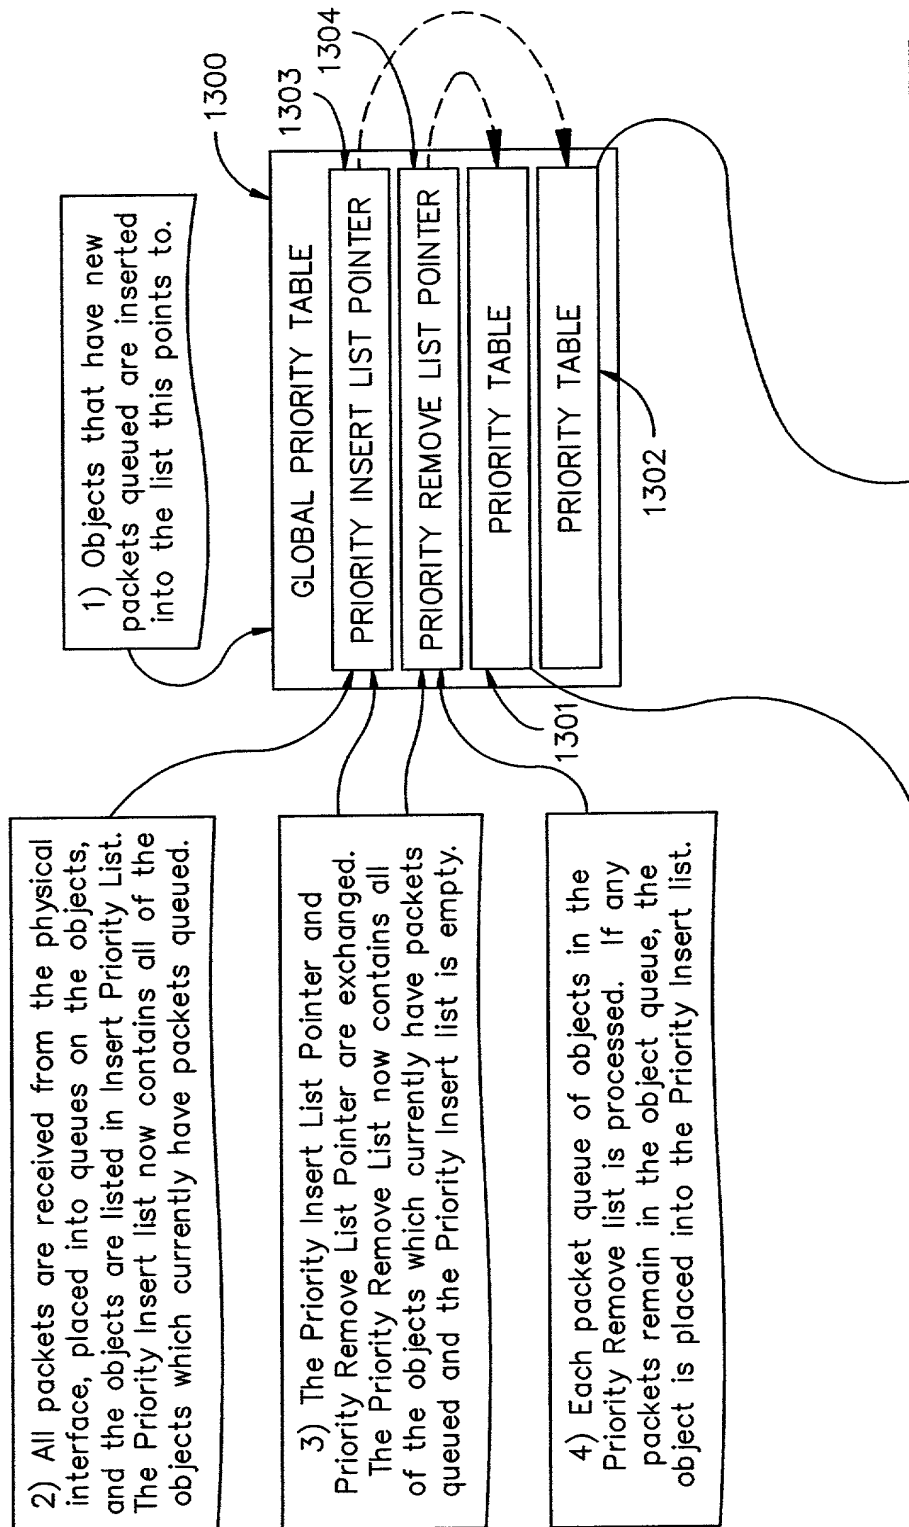 1) Objects that have new
packets queued are inserted
into the list this points to.
2) All packets are received from the physical
interface, placed into queues on the objects,
and the objects are listed in Insert Priority List.
The Priority Insert list now contains all of the
objects which currently have packets queued.
3) The Priority Insert List Pointer and
Priority Remove List Pointer are exchanged.
The Priority Remove List now contains all
of the objects which currently have packets
queued and the Priority Insert list is empty.
4) Each packet queue of objects in the
Priority Remove list is processed. If any
packets remain in the object queue, the
object is placed into the Priority Insert list.
1300
GLOBAL PRIORITY TABLE
1303
PRIORITY INSERT LIST POINTER
1304
PRIORITY REMOVE LIST POINTER
1301
PRIORITY TABLE
PRIORITY TABLE
1302